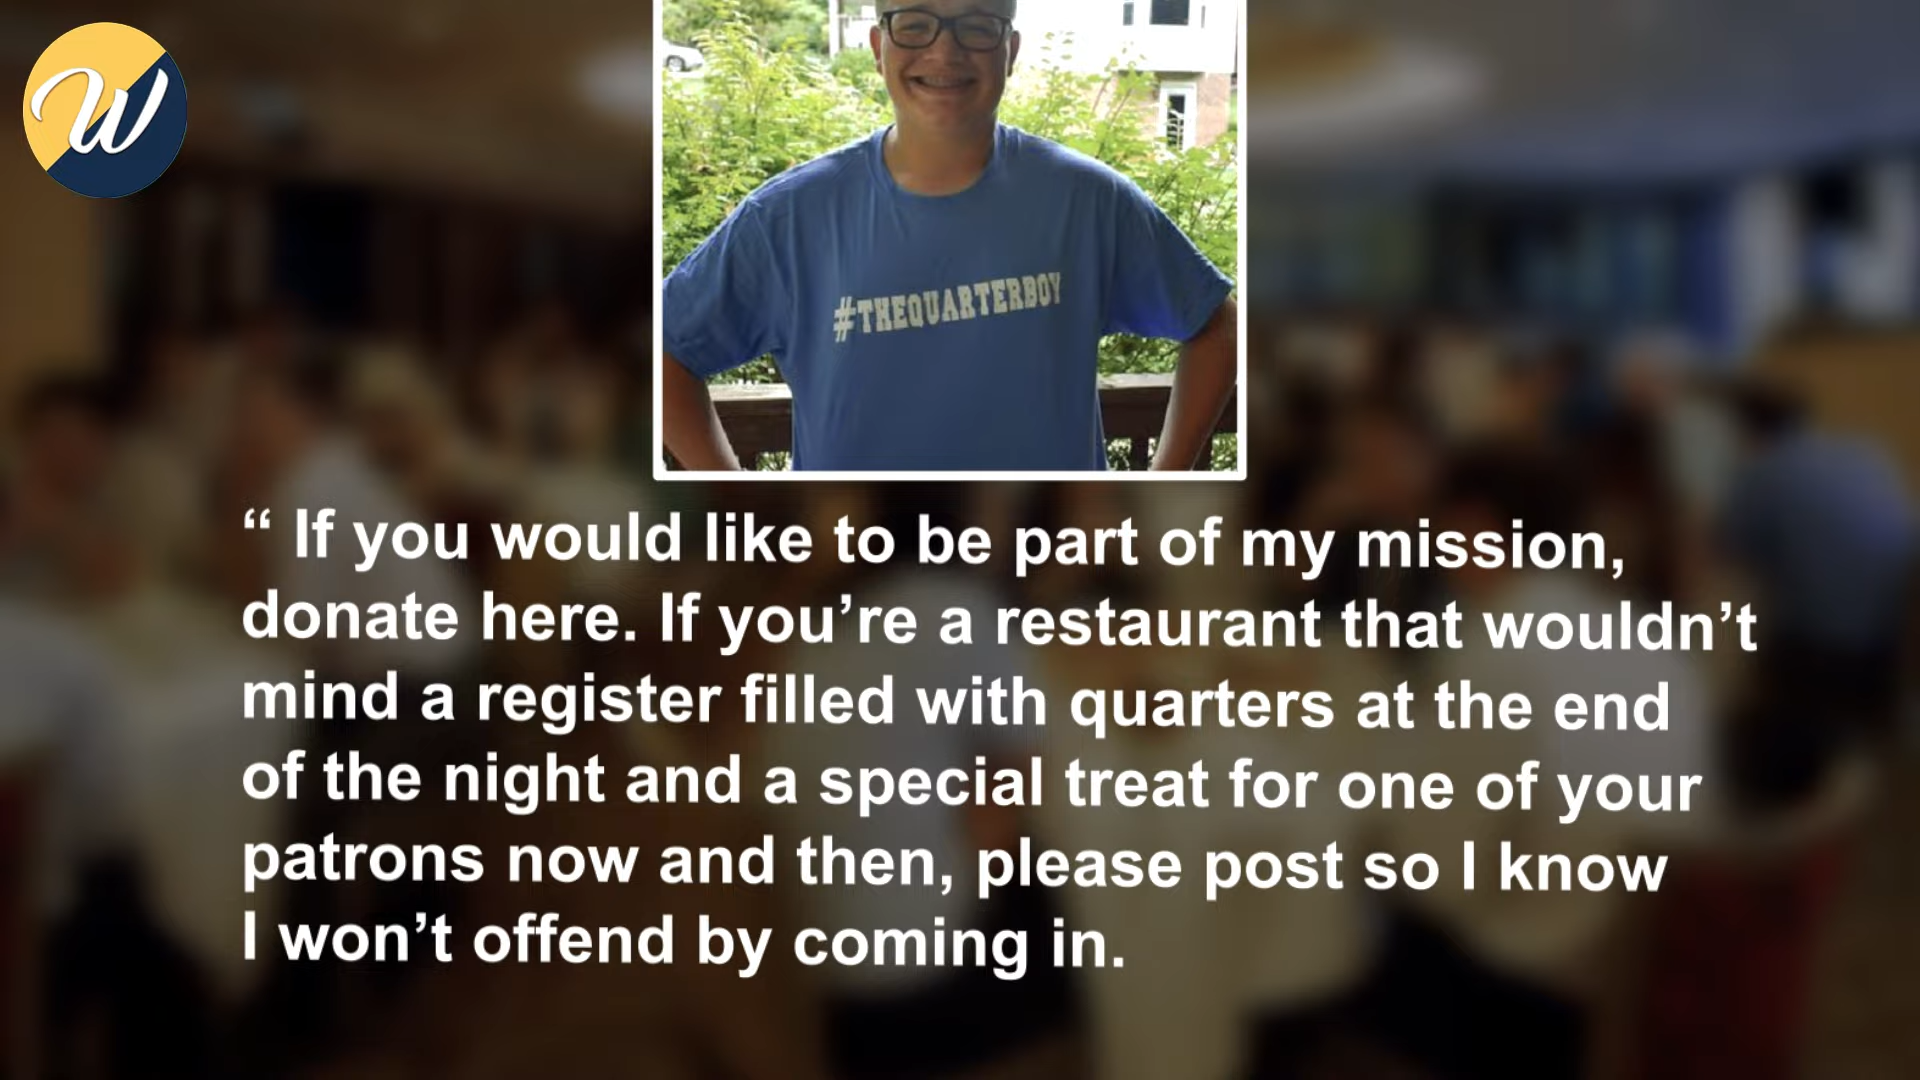 W
#THEQUARTERBOY
“ If you would like to be part of my mission,
donate here. If you’re a restaurant that wouldn’t
mind a register filled with quarters at the end
of the night and a special treat for one of your
patrons now and then, please post so I know
I won’t offend by coming in.